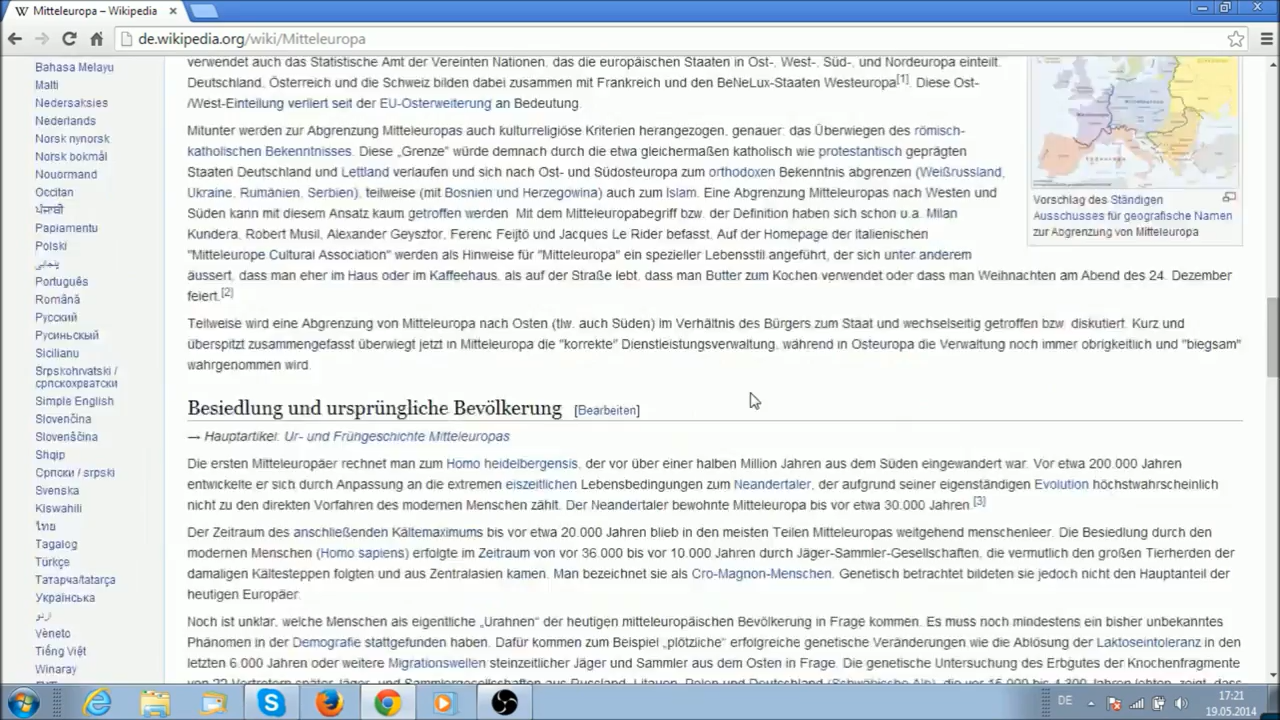 Mitteleuropa – Wikipedia
de.wikipedia.org/wiki/Mitteleuropa
Bahasa Melayu
Malti
Nedersaksies
Nederlands
Norsk nynorsk
Norsk bokmål
Nouormand
Occitan
ਪੰਜਾਬੀ
Papiamentu
Polski
پنجابی
Português
Română
Русский
Русиньскый
Sicilianu
Srpskohrvatski /
српскохрватски
Simple English
Slovenčina
Slovenščina
Shqip
Српски / srpski
Svenska
Kiswahili
ไทย
Tagalog
Türkçe
Татарча/tatarça
Українська
اردو
Vèneto
Tiếng Việt
Winaray
verwendet auch das Statistische Amt der Vereinten Nationen, das die europäischen Staaten in Ost-, West-, Süd-, und Nordeuropa einteilt.
Deutschland, Österreich und die Schweiz bilden dabei zusammen mit Frankreich und den BeNeLux-Staaten Westeuropa[1]. Diese Ost-
/West-Einteilung verliert seit der EU-Osterweiterung an Bedeutung.
Mitunter werden zur Abgrenzung Mitteleuropas auch kulturreligiöse Kriterien herangezogen, genauer: das Überwiegen des römisch-
katholischen Bekenntnisses. Diese „Grenze" würde demnach durch die etwa gleichermaßen katholisch wie protestantisch geprägten
Staaten Deutschland und Lettland verlaufen und sich nach Ost- und Südosteuropa zum orthodoxen Bekenntnis abgrenzen (Weißrussland,
Ukraine, Rumänien, Serbien), teilweise (mit Bosnien und Herzegowina) auch zum Islam. Eine Abgrenzung Mitteleuropas nach Westen und
Süden kann mit diesem Ansatz kaum getroffen werden. Mit dem Mitteleuropabegriff bzw. der Definition haben sich schon u.a. Milan
Kundera, Robert Musil, Alexander Geysztor, Ferenc Feijtö und Jacques Le Rider befasst. Auf der Homepage der italienischen
"Mitteleurope Cultural Association" werden als Hinweise für "Mitteleuropa" ein spezieller Lebensstil angeführt, der sich unter anderem
äussert, dass man eher im Haus oder im Kaffeehaus, als auf der Straße lebt, dass man Butter zum Kochen verwendet oder dass man Weihnachten am Abend des 24. Dezember
feiert.[2]
Teilweise wird eine Abgrenzung von Mitteleuropa nach Osten (tlw. auch Süden) im Verhältnis des Bürgers zum Staat und wechselseitig getroffen bzw. diskutiert. Kurz und
überspitzt zusammengefasst überwiegt jetzt in Mitteleuropa die "korrekte" Dienstleistungsverwaltung, während in Osteuropa die Verwaltung noch immer obrigkeitlich und "biegsam"
wahrgenommen wird.
Vorschlag des Ständigen
Ausschusses für geografische Namen
zur Abgrenzung von Mitteleuropa
Besiedlung und ursprüngliche Bevölkerung [Bearbeiten]
→ Hauptartikel: Ur- und Frühgeschichte Mitteleuropas
Die ersten Mitteleuropäer rechnet man zum Homo heidelbergensis, der vor über einer halben Million Jahren aus dem Süden eingewandert war. Vor etwa 200.000 Jahren
entwickelte er sich durch Anpassung an die extremen eiszeitlichen Lebensbedingungen zum Neandertaler, der aufgrund seiner eigenständigen Evolution höchstwahrscheinlich
nicht zu den direkten Vorfahren des modernen Menschen zählt. Der Neandertaler bewohnte Mitteleuropa bis vor etwa 30.000 Jahren.[3]
Der Zeitraum des anschließenden Kältemaximums bis vor etwa 20.000 Jahren blieb in den meisten Teilen Mitteleuropas weitgehend menschenleer. Die Besiedlung durch den
modernen Menschen (Homo sapiens) erfolgte im Zeitraum von vor 36.000 bis vor 10.000 Jahren durch Jäger-Sammler-Gesellschaften, die vermutlich den großen Tierherden der
damaligen Kältesteppen folgten und aus Zentralasien kamen. Man bezeichnet sie als Cro-Magnon-Menschen. Genetisch betrachtet bildeten sie jedoch nicht den Hauptanteil der
heutigen Europäer.
Noch ist unklar, welche Menschen als eigentliche „Urahnen" der heutigen mitteleuropäischen Bevölkerung in Frage kommen. Es muss noch mindestens ein bisher unbekanntes
Phänomen in der Demografie stattgefunden haben. Dafür kommen zum Beispiel „plötzliche" erfolgreiche genetische Veränderungen wie die Ablösung der Laktoseintoleranz in den
letzten 6.000 Jahren oder weitere Migrationswellen steinzeitlicher Jäger und Sammler aus dem Osten in Frage. Die genetische Untersuchung des Erbgutes der Knochenfragmente
DE
17:21
19.05.2014